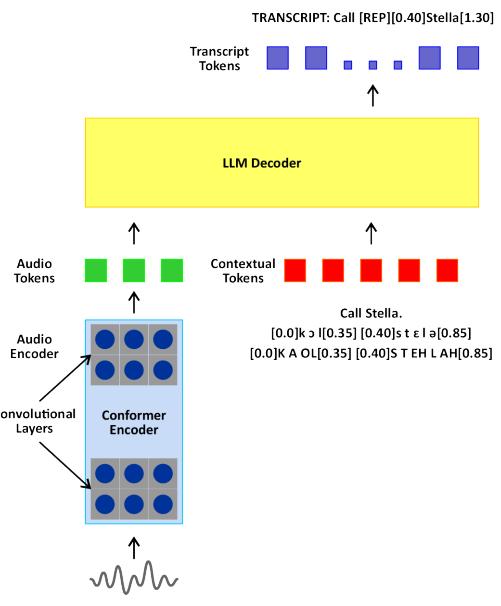 TRANSCRIPT: Call [REP][0.40]Stella[1.30]
Transcript
Tokens
LLM Decoder
Audio
Tokens
Contextual
Tokens
Call Stella.
[0.0]k ɔ l[0.35] [0.40]s t ɛ l ə[0.85]
[0.0]K A OL[0.35] [0.40]S T EH L AH[0.85]
Audio
Encoder
onvolutional
Layers
Conformer
Encoder